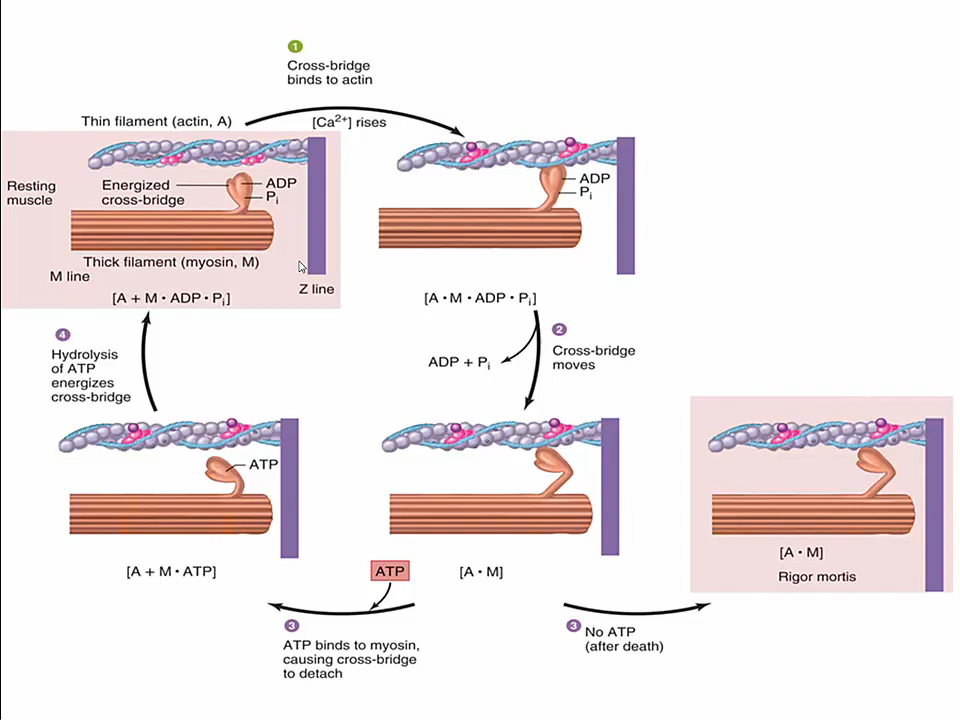 1
Cross-bridge
binds to actin
Thin filament (actin, A)
[Ca²⁺] rises
Resting
muscle
Energized
cross-bridge
ADP
Pᵢ
Thick filament (myosin, M)
M line
Z line
[A + M • ADP • Pᵢ]
ADP
Pᵢ
[A • M • ADP • Pᵢ]
2
Cross-bridge
moves
ADP + Pᵢ
4
Hydrolysis
of ATP
energizes
cross-bridge
ATP
[A + M • ATP]
ATP
[A • M]
3
ATP binds to myosin,
causing cross-bridge
to detach
3
No ATP
(after death)
[A • M]
Rigor mortis